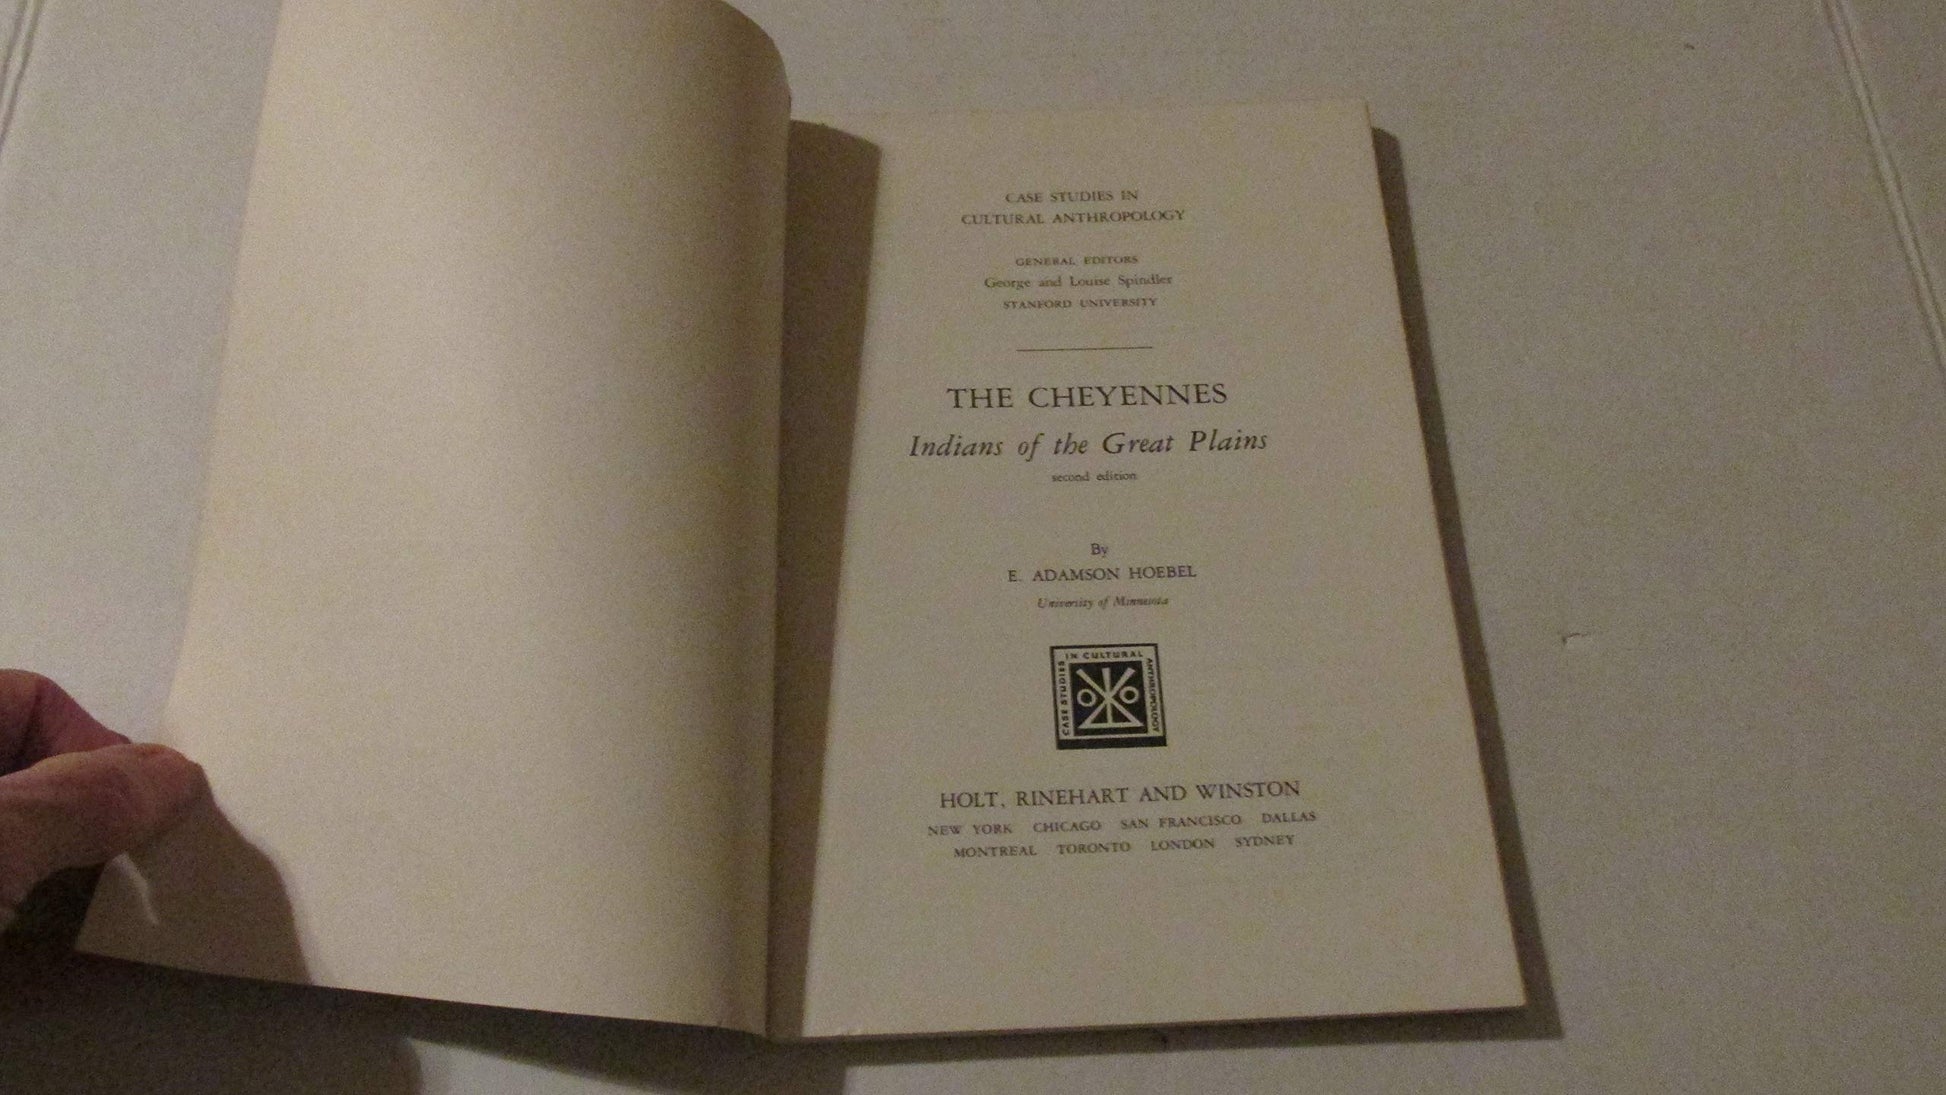 CASE STUDIES IN
CULTURAL ANTHROPOLOGY
GENERAL EDITORS
George and Louise Spindler
STANFORD UNIVERSITY
THE CHEYENNES
Indians of the Great Plains
second edition
By
E. ADAMSON HOEBEL
University of Minnesota
CASE STUDIES
IN CULTURAL
ANTHROPOLOGY
HOLT, RINEHART AND WINSTON
NEW YORK CHICAGO SAN FRANCISCO DALLAS
MONTREAL TORONTO LONDON SYDNEY